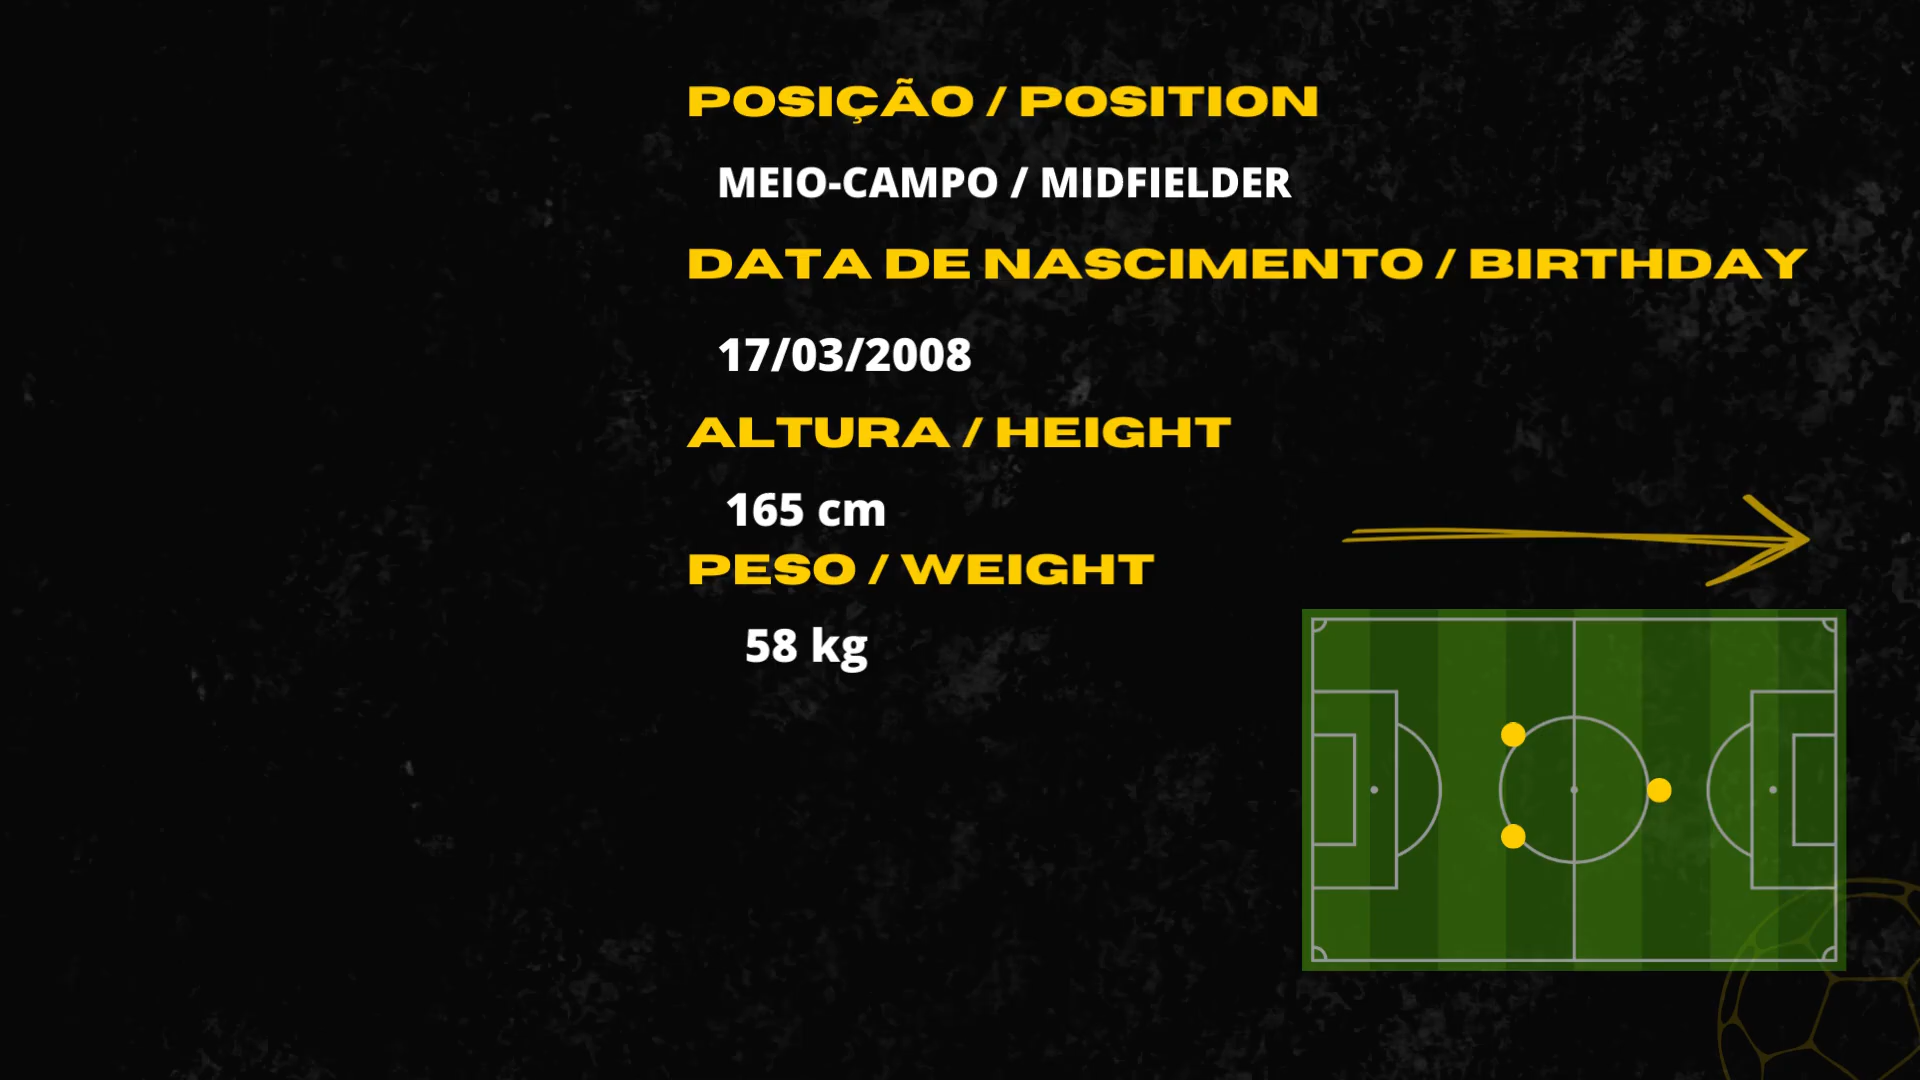 POSIÇÃO / POSITION
MEIO-CAMPO / MIDFIELDER
DATA DE NASCIMENTO / BIRTHDAY
17/03/2008
ALTURA / HEIGHT
165 cm
PESO / WEIGHT
58 kg